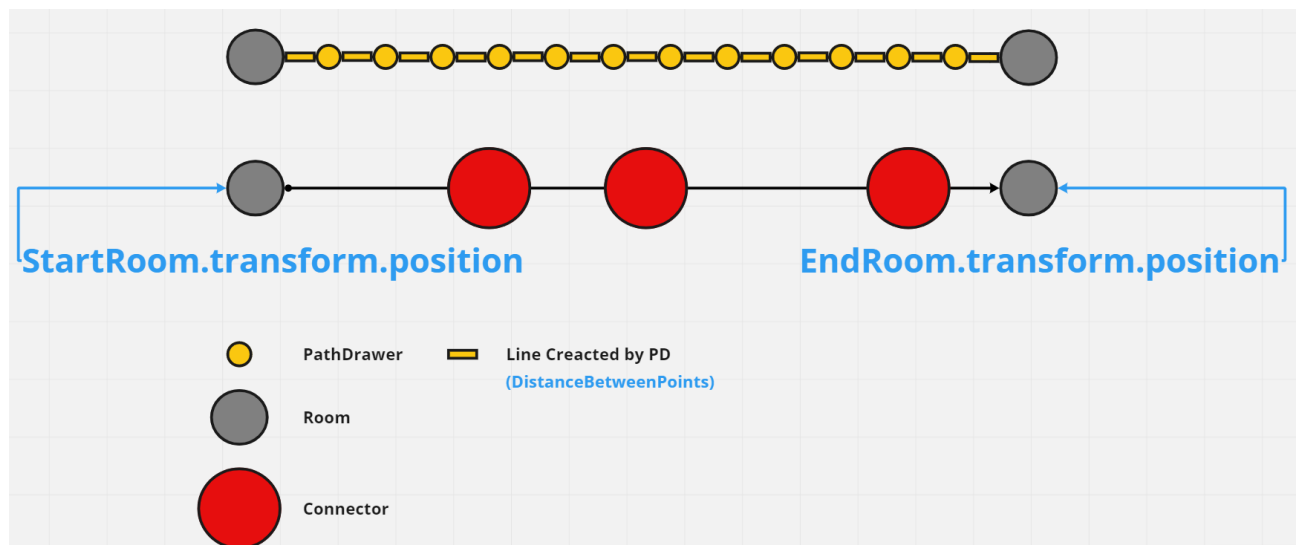 StartRoom.transform.position
EndRoom.transform.position
PathDrawer
Line Creacted by PD
(DistanceBetweenPoints)
Room
Connector